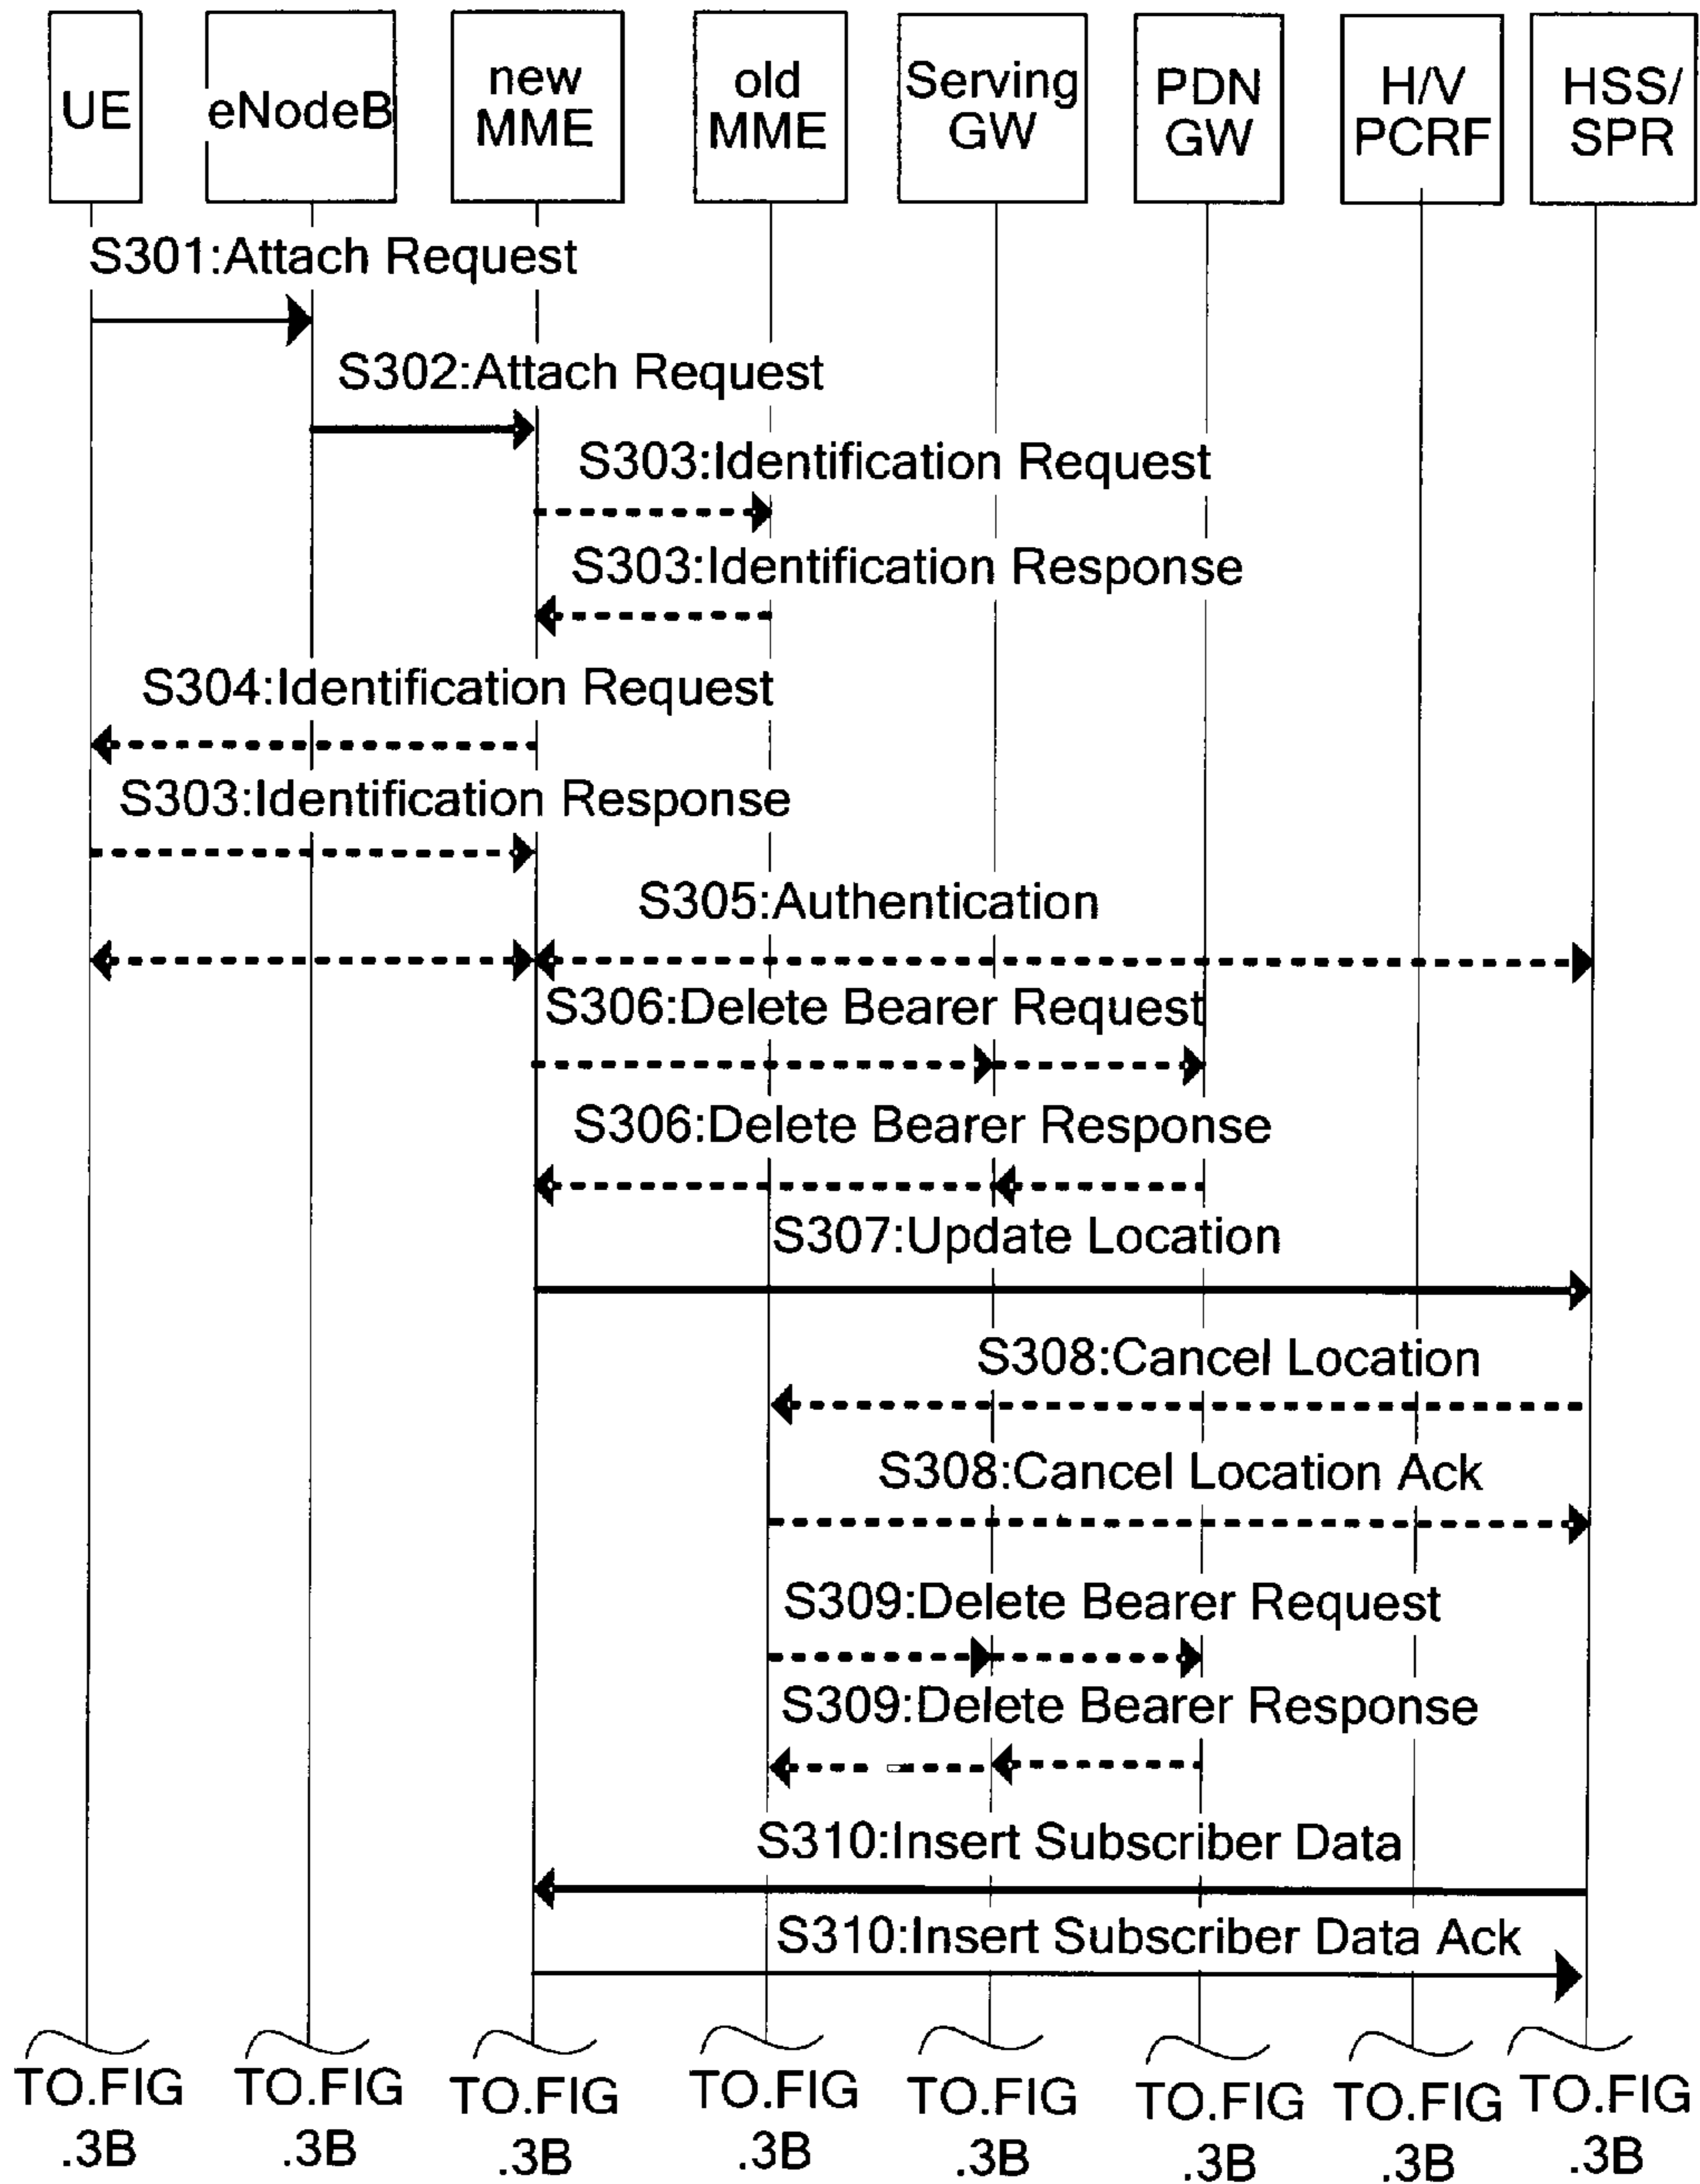 UE
eNodeB
new
MME
old
MME
Serving
GW
PDN
GW
H/V
PCRF
HSS/
SPR
S301:Attach Request
S302:Attach Request
S303:Identification Request
S303:Identification Response
S304:Identification Request
S303:Identification Response
S305:Authentication
S306:Delete Bearer Request
S306:Delete Bearer Response
S307:Update Location
S308:Cancel Location
S308:Cancel Location Ack
S309:Delete Bearer Request
S309:Delete Bearer Response
S310:Insert Subscriber Data
S310:Insert Subscriber Data Ack
TO.FIG
.3B
TO.FIG
.3B
TO.FIG
.3B
TO.FIG
.3B
TO.FIG
.3B
TO.FIG
.3B
TO.FIG
.3B
TO.FIG
.3B